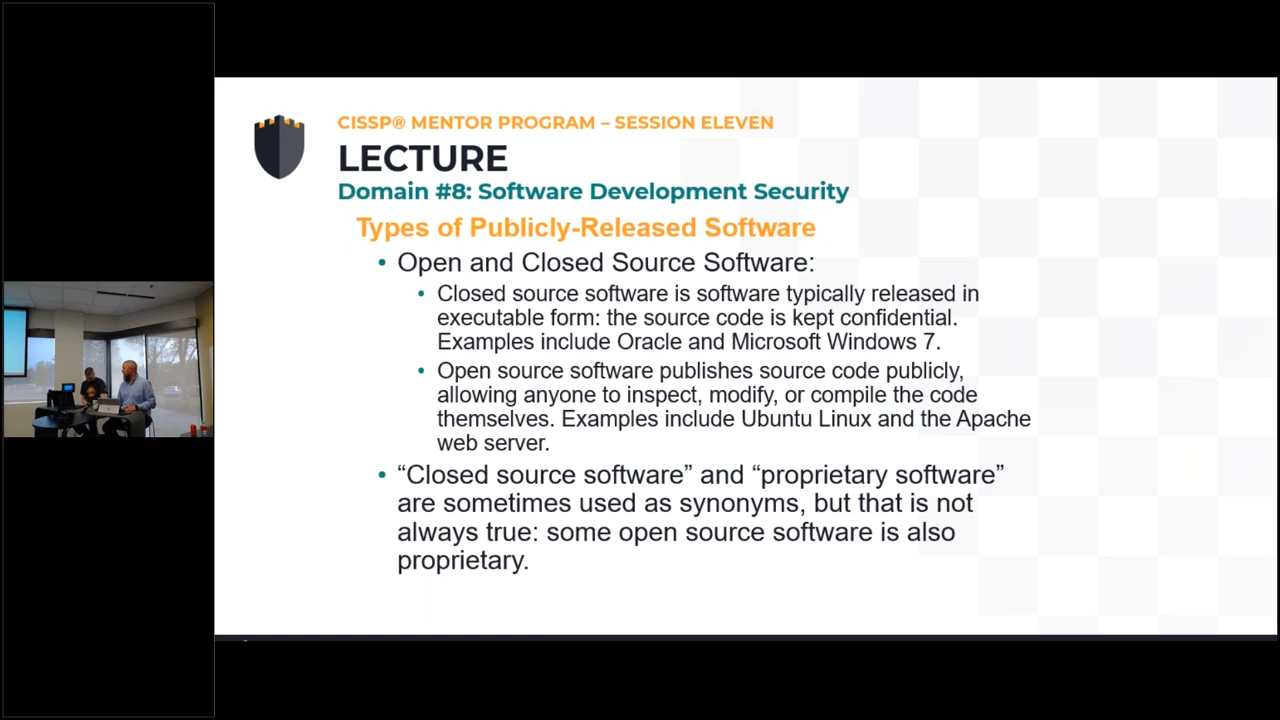 CISSP® MENTOR PROGRAM – SESSION ELEVEN
LECTURE
Domain #8: Software Development Security
Types of Publicly-Released Software
• Open and Closed Source Software:
• Closed source software is software typically released in
executable form: the source code is kept confidential.
Examples include Oracle and Microsoft Windows 7.
• Open source software publishes source code publicly,
allowing anyone to inspect, modify, or compile the code
themselves. Examples include Ubuntu Linux and the Apache
web server.
• “Closed source software” and “proprietary software”
are sometimes used as synonyms, but that is not
always true: some open source software is also
proprietary.